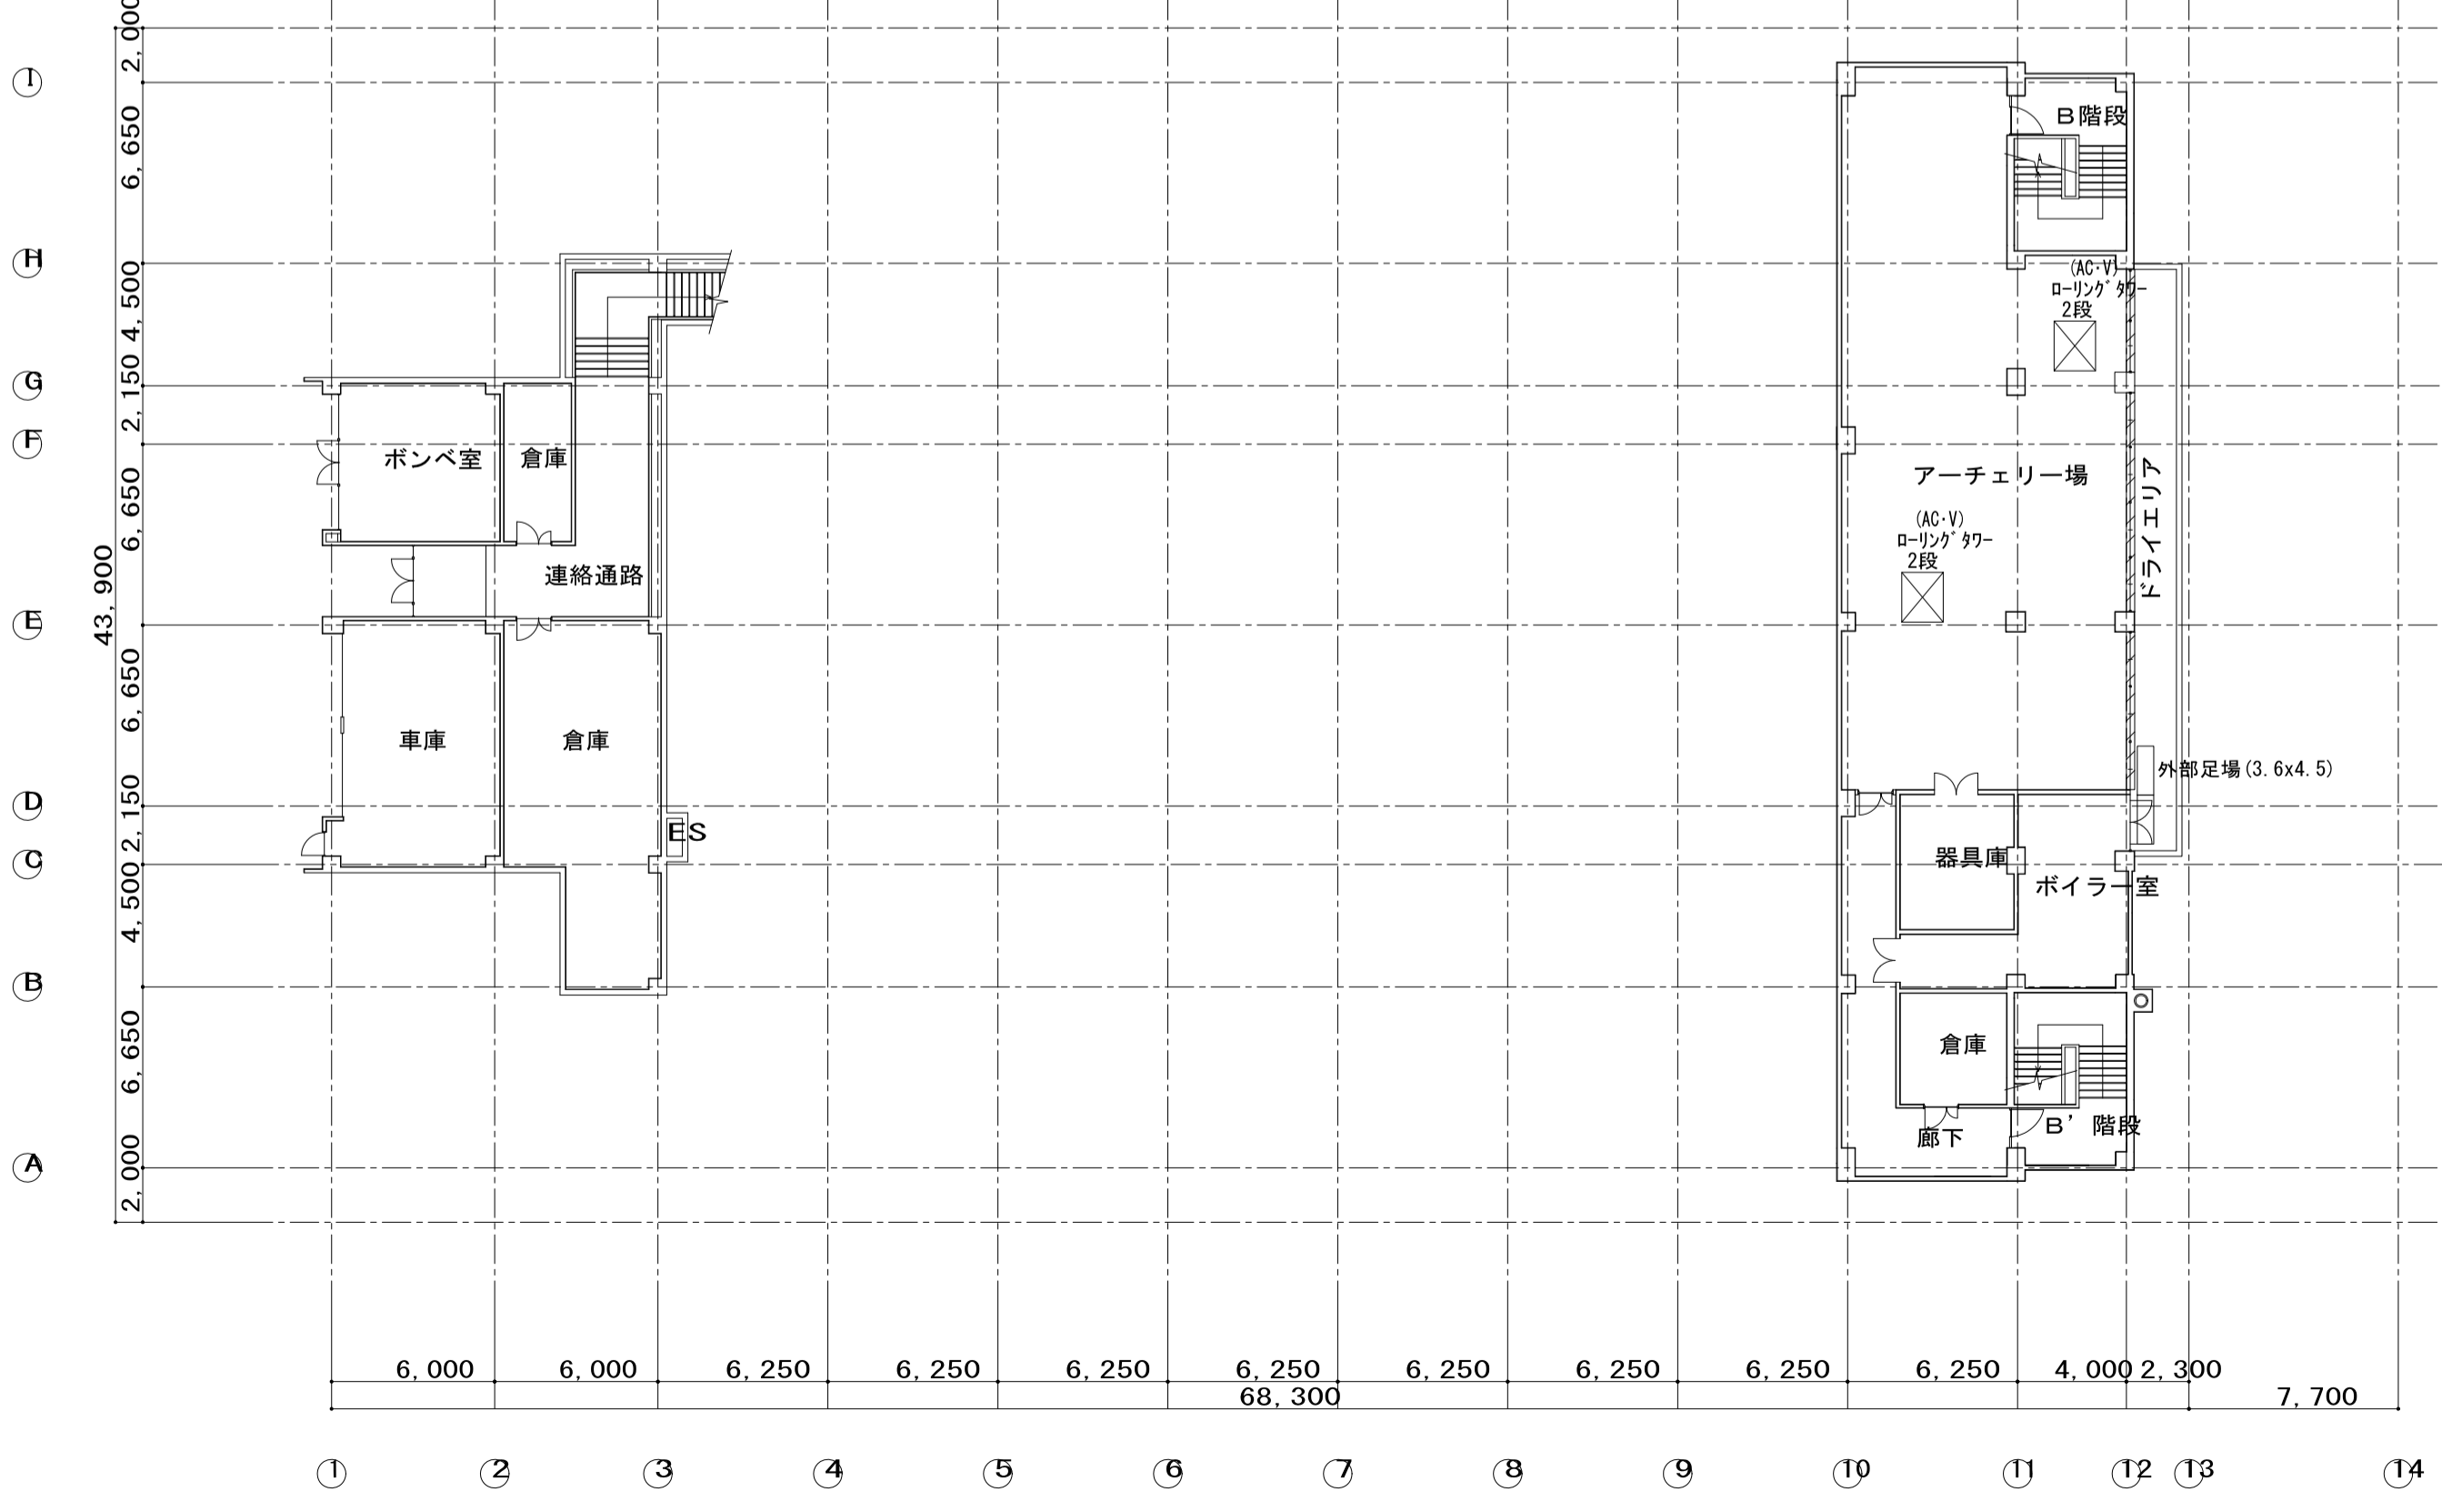 2,000
I
6,650
B階段
H
4,500
(AC·V)
ﾛｰﾘﾝｸﾞﾀﾜｰ
2段
G
2,150
F
ボンベ室
倉庫
6,650
アーチェリー場
ドライエリア
(AC·V)
ﾛｰﾘﾝｸﾞﾀﾜｰ
2段
連絡通路
43,900
E
6,650
車庫
倉庫
外部足場(3.6x4.5)
D
2,150
ES
C
器具庫
ボイラー室
4,500
B
6,650
倉庫
B'階段
廊下
A
2,000
6,000
6,000
6,250
6,250
6,250
6,250
6,250
6,250
6,250
6,250
4,000
2,300
68,300
7,700
1
2
3
4
5
6
7
8
9
10
11
12
13
14